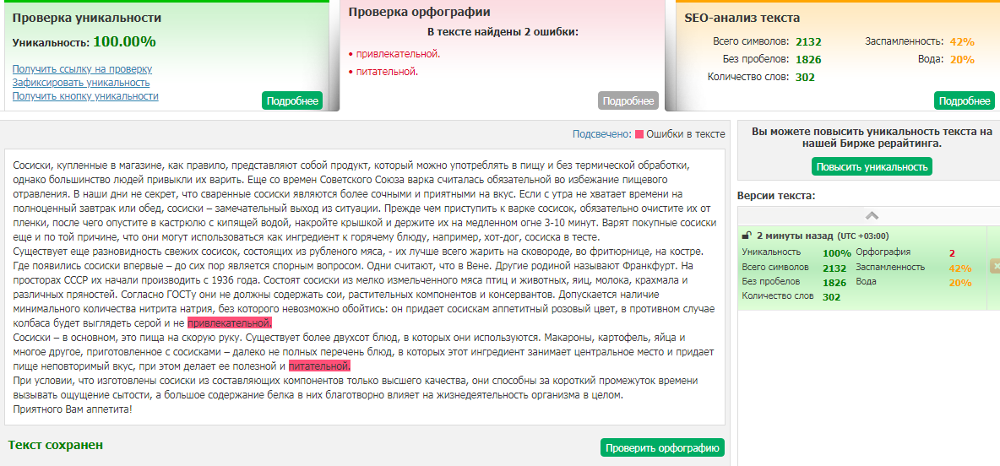 Проверка уникальности
Уникальность: 100.00%
Получить ссылку на проверку
Зафиксировать уникальность
Получить кнопку уникальности
Подробнее
Проверка орфографии
В тексте найдены 2 ошибки:
• привлекательной.
• питательной.
Подробнее
SEO-анализ текста
Всего символов: 2132 Заспамленность: 42%
Без пробелов: 1826 Вода: 20%
Количество слов: 302
Подробнее
Подсвечено: Ошибки в тексте
Сосиски, купленные в магазине, как правило, представляют собой продукт, который можно употреблять в пищу и без термической обработки,
однако большинство людей привыкли их варить. Еще со времен Советского Союза варка считалась обязательной во избежание пищевого
отравления. В наши дни не секрет, что сваренные сосиски являются более сочными и приятными на вкус. Если с утра не хватает времени на
полноценный завтрак или обед, сосиски – замечательный выход из ситуации. Прежде чем приступить к варке сосисок, обязательно очистите их от
пленки, после чего опустите в кастрюлю с кипящей водой, накройте крышкой и держите их на медленном огне 3-10 минут. Варят покупные сосиски
еще и по той причине, что они могут использоваться как ингредиент к горячему блюду, например, хот-дог, сосиска в тесте.
Существует еще разновидность свежих сосисок, состоящих из рубленого мяса, - их лучше всего жарить на сковороде, во фритюрнице, на костре.
Где появились сосиски впервые – до сих пор является спорным вопросом. Одни считают, что в Вене. Другие родиной называют Франкфурт. На
просторах СССР их начали производить с 1936 года. Состоят сосиски из мелко измельченного мяса птиц и животных, яиц, молока, крахмала и
различных пряностей. Согласно ГОСТу они не должны содержать сои, растительных компонентов и консервантов. Допускается наличие
минимального количества нитрита натрия, без которого невозможно обойтись: он придает сосискам аппетитный розовый цвет, в противном случае
колбаса будет выглядеть серой и не привлекательной.
Сосиски – в основном, это пища на скорую руку. Существует более двухсот блюд, в которых они используются. Макароны, картофель, яйца и
многое другое, приготовленное с сосисками – далеко не полных перечень блюд, в которых этот ингредиент занимает центральное место и придает
пище неповторимый вкус, при этом делает ее полезной и питательной.
При условии, что изготовлены сосиски из составляющих компонентов только высшего качества, они способны за короткий промежуток времени
вызывать ощущение сытости, а большое содержание белка в них благотворно влияет на жизнедеятельность организма в целом.
Приятного Вам аппетита!
Текст сохранен
Проверить орфографию
Вы можете повысить уникальность текста на
нашей Бирже рерайтинга.
Повысить уникальность
Версии текста:
2 минуты назад (UTC +03:00)
Уникальность 100% Орфография 2
Всего символов 2132 Заспамленность 42%
Без пробелов 1826 Вода 20%
Количество слов 302